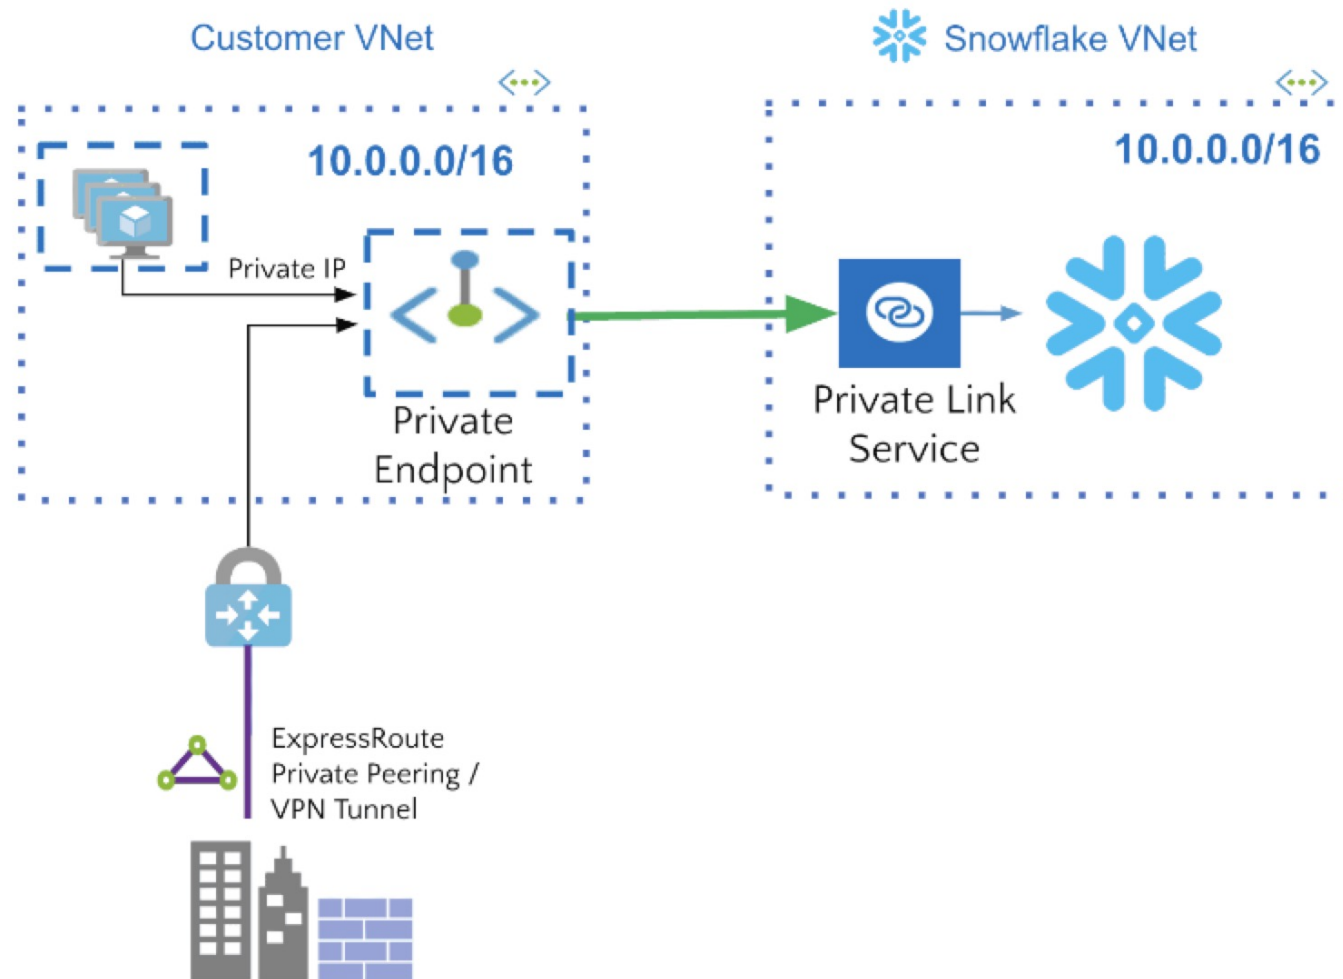 Customer VNet
Snowflake VNet
10.0.0.0/16
10.0.0.0/16
Private IP
Private
Endpoint
Private Link
Service
ExpressRoute
Private Peering /
VPN Tunnel